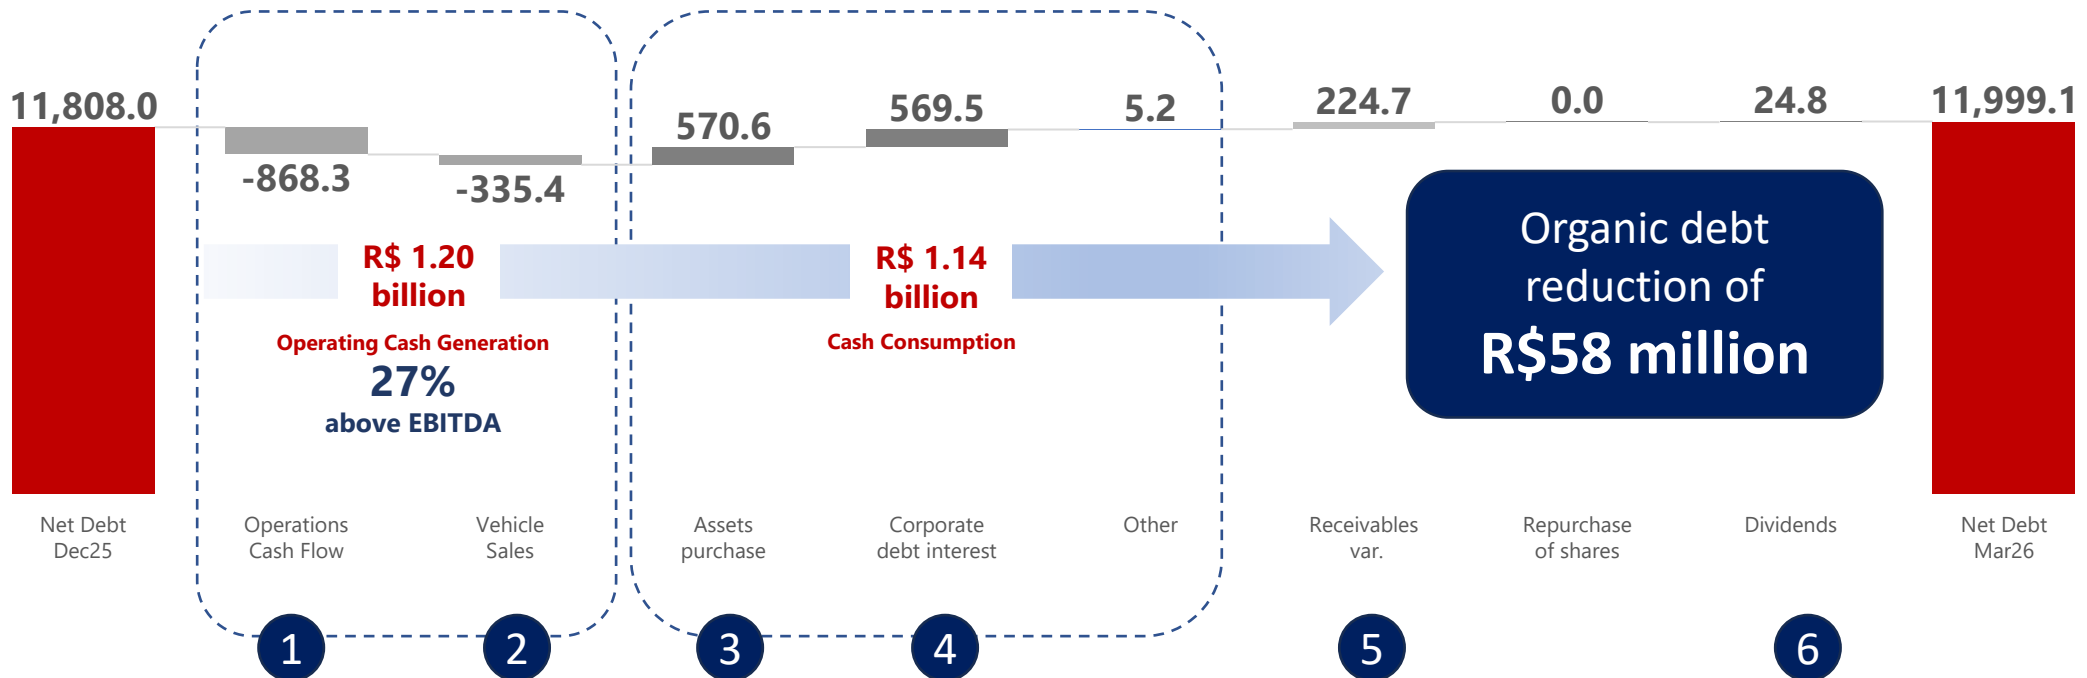 11,808.0
-868.3
-335.4
570.6
569.5
5.2
224.7
0.0
24.8
11,999.1
R$ 1.20
billion
Operating Cash Generation
27%
above EBITDA
R$ 1.14
billion
Cash Consumption
Organic debt
reduction of
R$58 million
Net Debt
Dec25
Operations
Cash Flow
Vehicle
Sales
Assets
purchase
Corporate
debt interest
Other
Receivables
var.
Repurchase
of shares
Dividends
Net Debt
Mar26
1
2
3
4
5
6